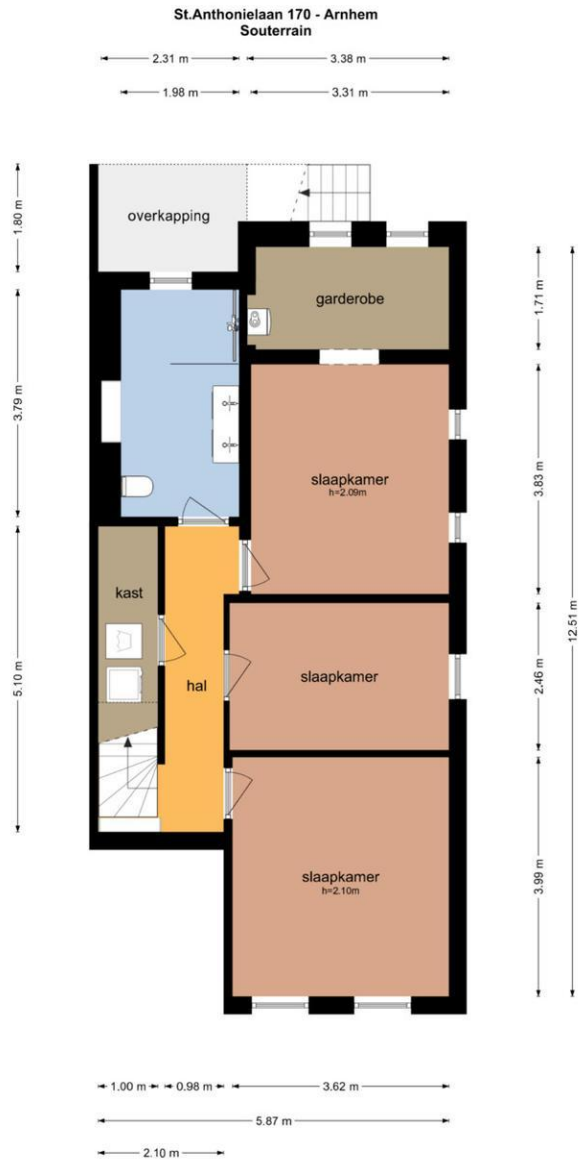 St.Anthonielaan 170 - Arnhem
Souterrain
2.31 m
3.38 m
1.98 m
3.31 m
1.80 m
overkapping
garderobe
1.71 m
3.79 m
slaapkamer
h=2.09m
3.83 m
kast
12.51 m
5.10 m
hal
slaapkamer
2.46 m
slaapkamer
h=2.10m
3.99 m
1.00 m
0.98 m
3.62 m
5.87 m
2.10 m